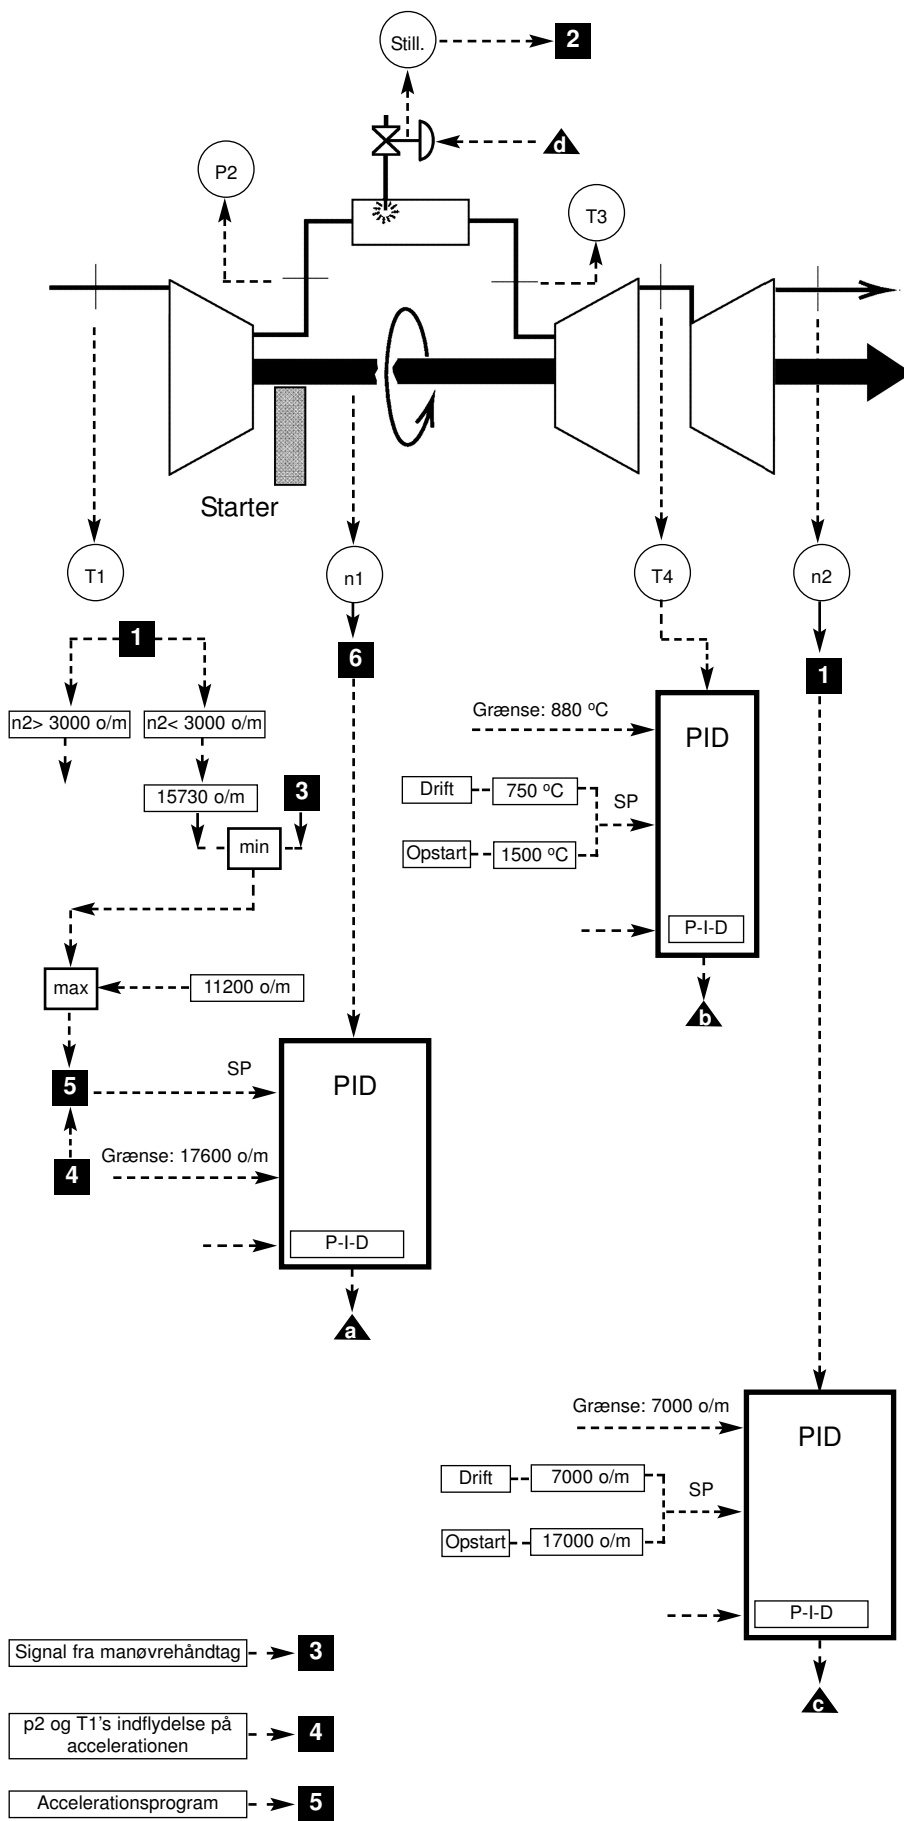 Still.
2
d
P2
T3
Starter
T1
n1
T4
n2
1
6
1
n2> 3000 o/m
n2< 3000 o/m
Grænse: 880 ºC
PID
15730 o/m
3
Drift
750 ºC
SP
min
Opstart
1500 ºC
P-I-D
max
11200 o/m
b
5
SP
PID
4
Grænse: 17600 o/m
P-I-D
a
Grænse: 7000 o/m
PID
Drift
7000 o/m
SP
Opstart
17000 o/m
P-I-D
Signal fra manøvrehåndtag
3
c
p2 og T1's indflydelse på
accelerationen
4
Accelerationsprogram
5